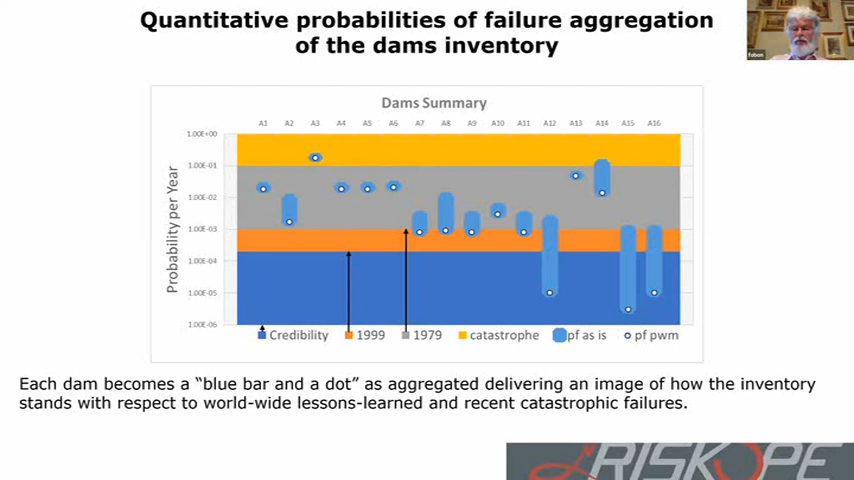 Quantitative probabilities of failure aggregation
of the dams inventory
Fabon
Dams Summary
A1 A2 A3 A4 A5 A6 A7 A8 A9 A10 A11 A12 A13 A14 A15 A16
1.00E+00
1.00E-01
1.00E-02
1.00E-03
1.00E-04
1.00E-05
1.00E-06
Probability per Year
Credibility 1999 1979 catastrophe pf as is pf pwm
Each dam becomes a “blue bar and a dot” as aggregated delivering an image of how the inventory
stands with respect to world-wide lessons-learned and recent catastrophic failures.
RISKOPE